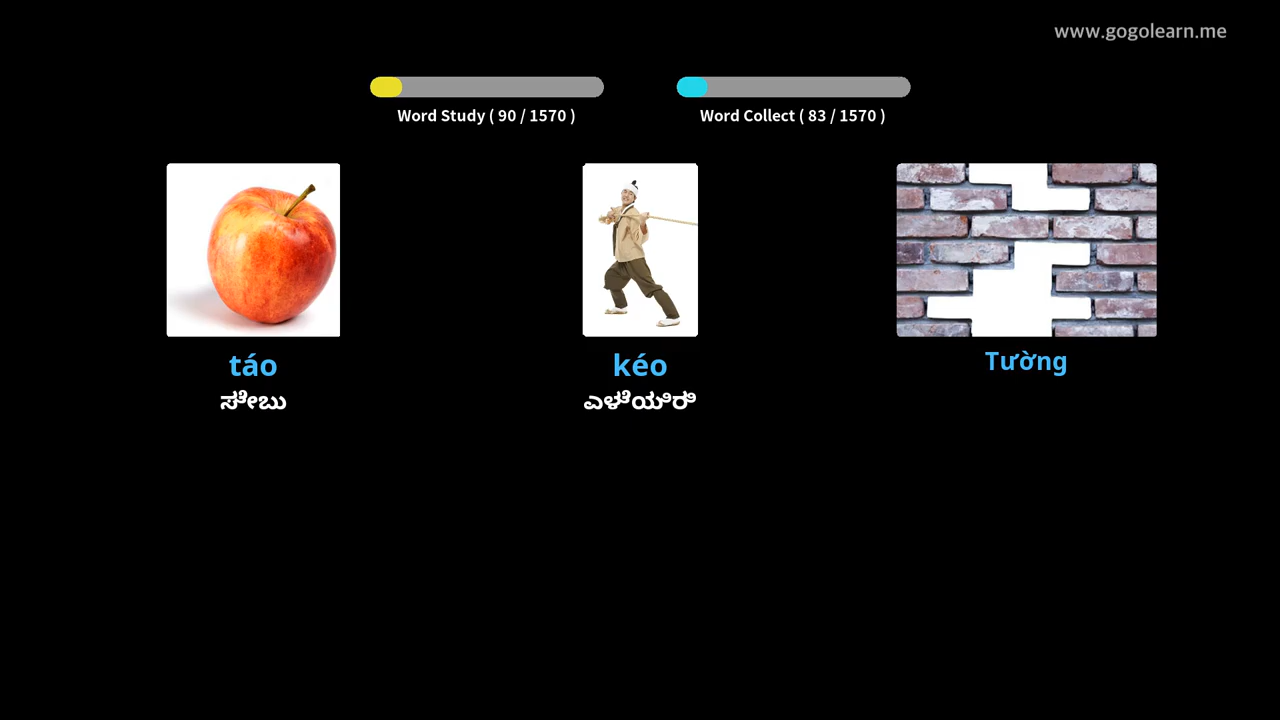 www.gogolearn.me
Word Study ( 90 / 1570 )
Word Collect ( 83 / 1570 )
táo
kéo
Tường
ಸೇಬು
ಎಳೆಯಿರಿ